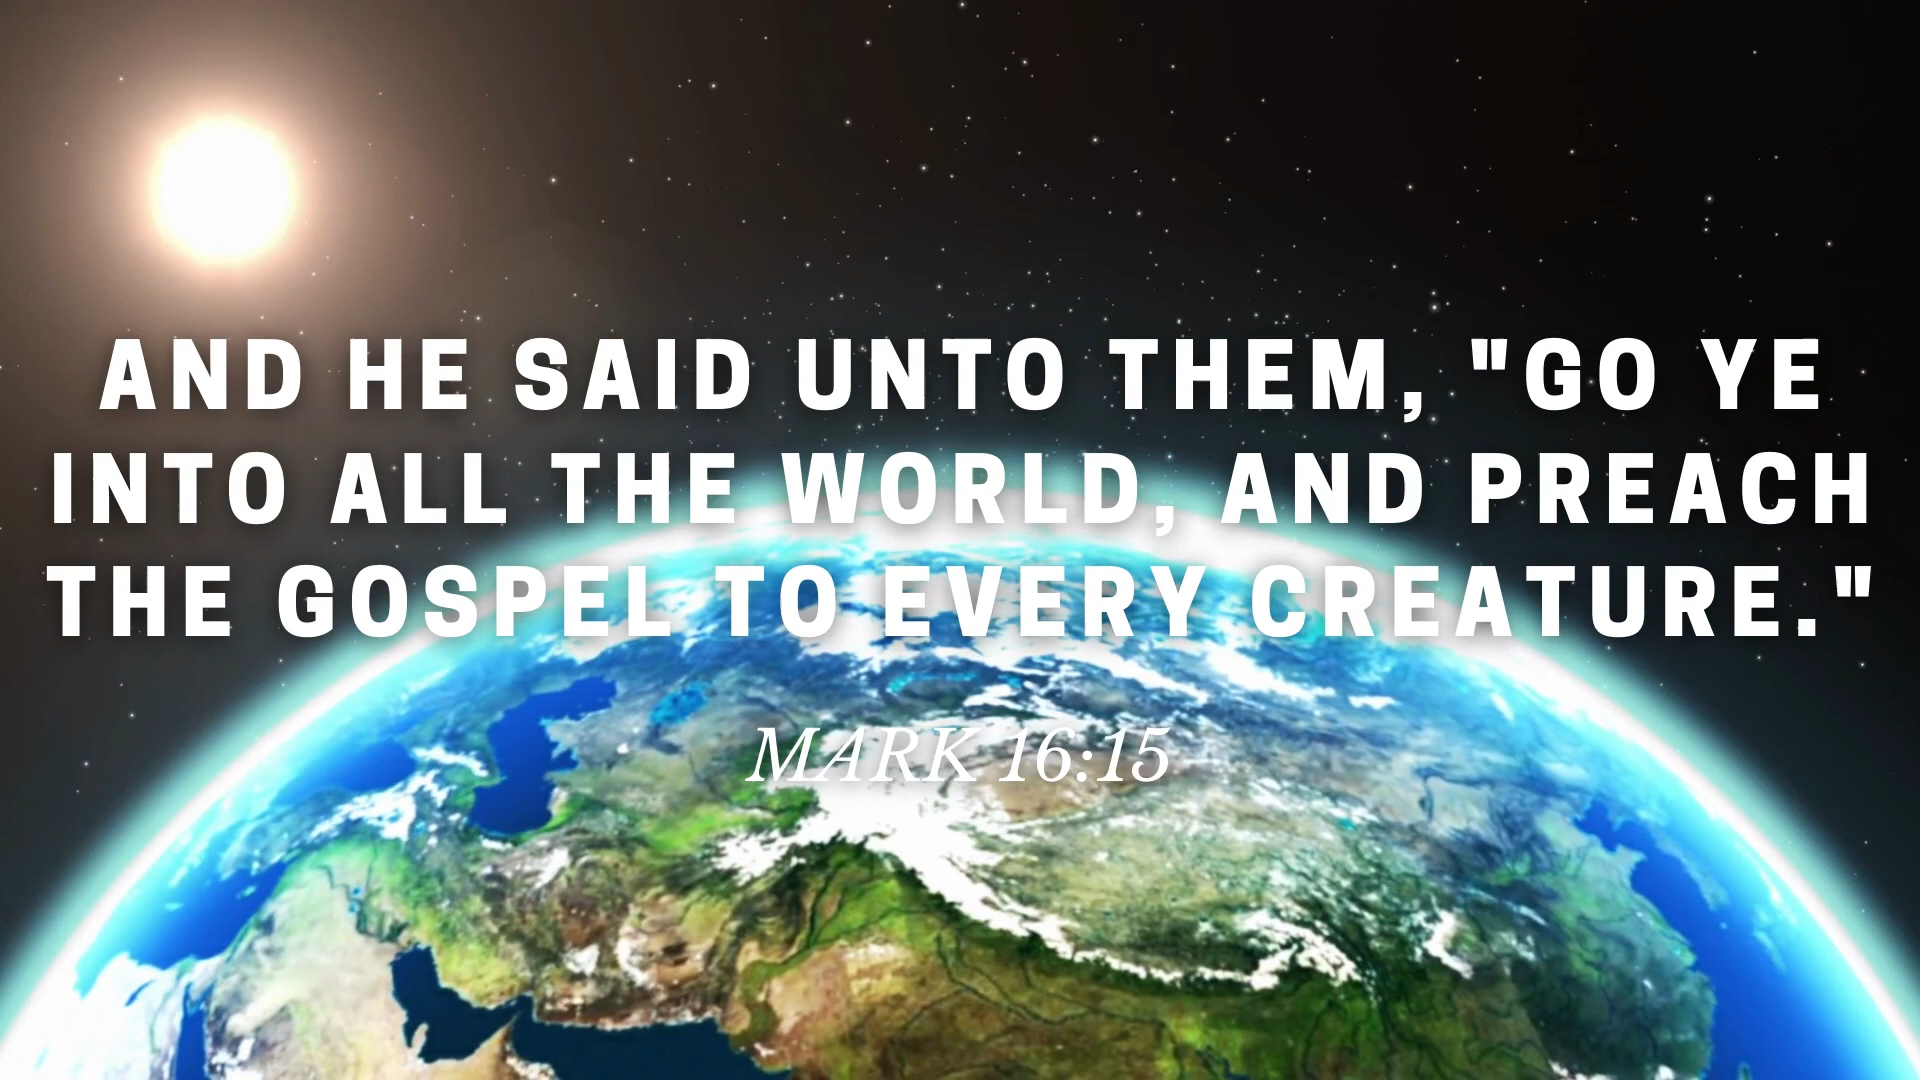 AND HE SAID UNTO THEM, "GO YE
INTO ALL THE WORLD, AND PREACH
THE GOSPEL TO EVERY CREATURE."
MARK 16:15